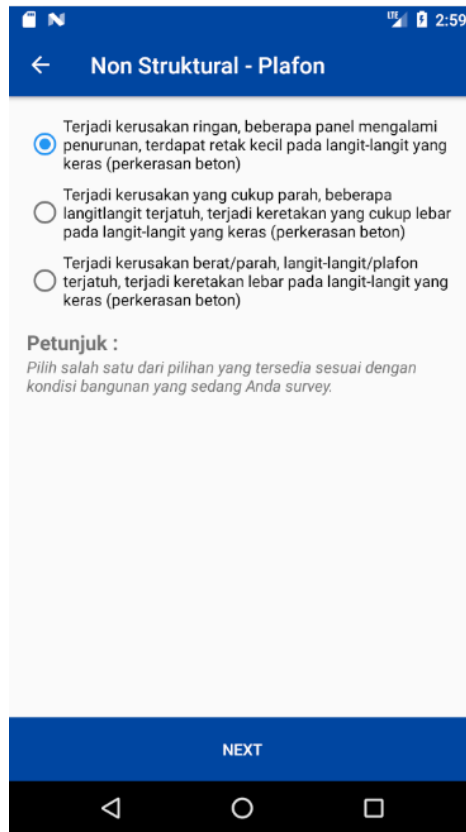 LTE 2:59
Non Struktural - Plafon
Terjadi kerusakan ringan, beberapa panel mengalami
penurunan, terdapat retak kecil pada langit-langit yang
keras (perkerasan beton)
Terjadi kerusakan yang cukup parah, beberapa
langitlangit terjatuh, terjadi keretakan yang cukup lebar
pada langit-langit yang keras (perkerasan beton)
Terjadi kerusakan berat/parah, langit-langit/plafon
terjatuh, terjadi keretakan lebar pada langit-langit yang
keras (perkerasan beton)
Petunjuk :
Pilih salah satu dari pilihan yang tersedia sesuai dengan
kondisi bangunan yang sedang Anda survey.
NEXT